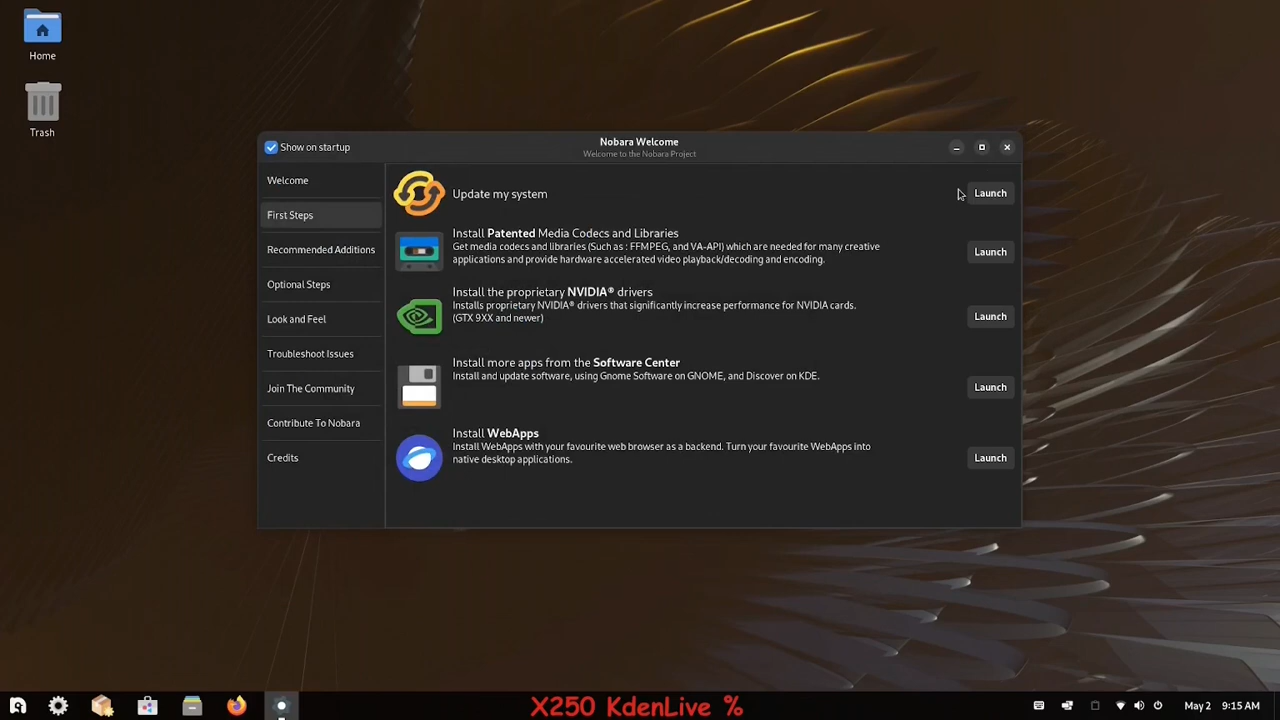 Home
Trash
Show on startup
Nobara Welcome
Welcome to the Nobara Project
Welcome
First Steps
Recommended Additions
Optional Steps
Look and Feel
Troubleshoot Issues
Join The Community
Contribute To Nobara
Credits
Update my system
Launch
Install Patented Media Codecs and Libraries
Get media codecs and libraries (Such as : FFMPEG, and VA-API) which are needed for many creative
applications and provide hardware accelerated video playback/decoding and encoding.
Launch
Install the proprietary NVIDIA® drivers
Installs proprietary NVIDIA® drivers that significantly increase performance for NVIDIA cards.
(GTX 9XX and newer)
Launch
Install more apps from the Software Center
Install and update software, using Gnome Software on GNOME, and Discover on KDE.
Launch
Install WebApps
Install WebApps with your favourite web browser as a backend. Turn your favourite WebApps into
native desktop applications.
Launch
X250 KdenLive %
May 2 9:15 AM